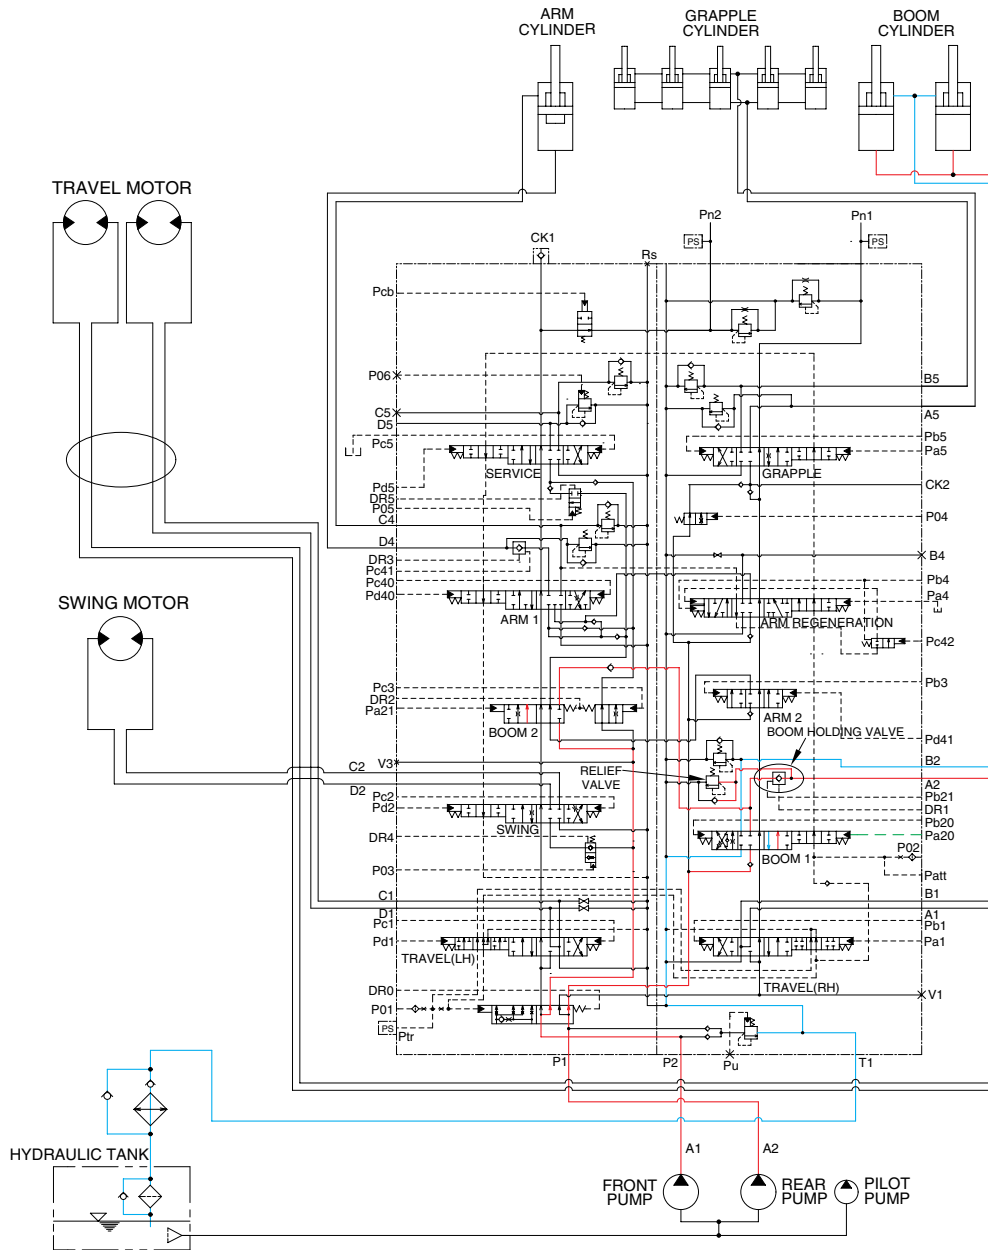 ARM
CYLINDER
GRAPPLE
CYLINDER
BOOM
CYLINDER
TRAVEL MOTOR
Pn2
Pn1
PS
PS
CK1
Rs
Pcb
P06
C5
D5
Pc5
SERVICE
Pd5
DR5
P05
C4
D4
DR3
Pc41
Pc40
Pd40
ARM 1
B5
A5
Pb5
Pa5
GRAPPLE
CK2
P04
B4
Pb4
Pa4
ARM REGENERATION
Pc42
SWING MOTOR
Pc3
DR2
Pa21
BOOM 2
Pb3
ARM 2
BOOM HOLDING VALVE
Pd41
V3
C2
D2
Pc2
Pd2
SWING
RELIEF
VALVE
B2
A2
Pb21
DR1
Pb20
Pa20
BOOM 1
P02
Patt
DR4
P03
C1
D1
Pc1
Pd1
TRAVEL(LH)
B1
A1
Pb1
Pa1
TRAVEL(RH)
DR0
P01
PS
Ptr
V1
P1
P2
Pu
T1
HYDRAULIC TANK
A1
A2
FRONT
PUMP
REAR
PUMP
PILOT
PUMP